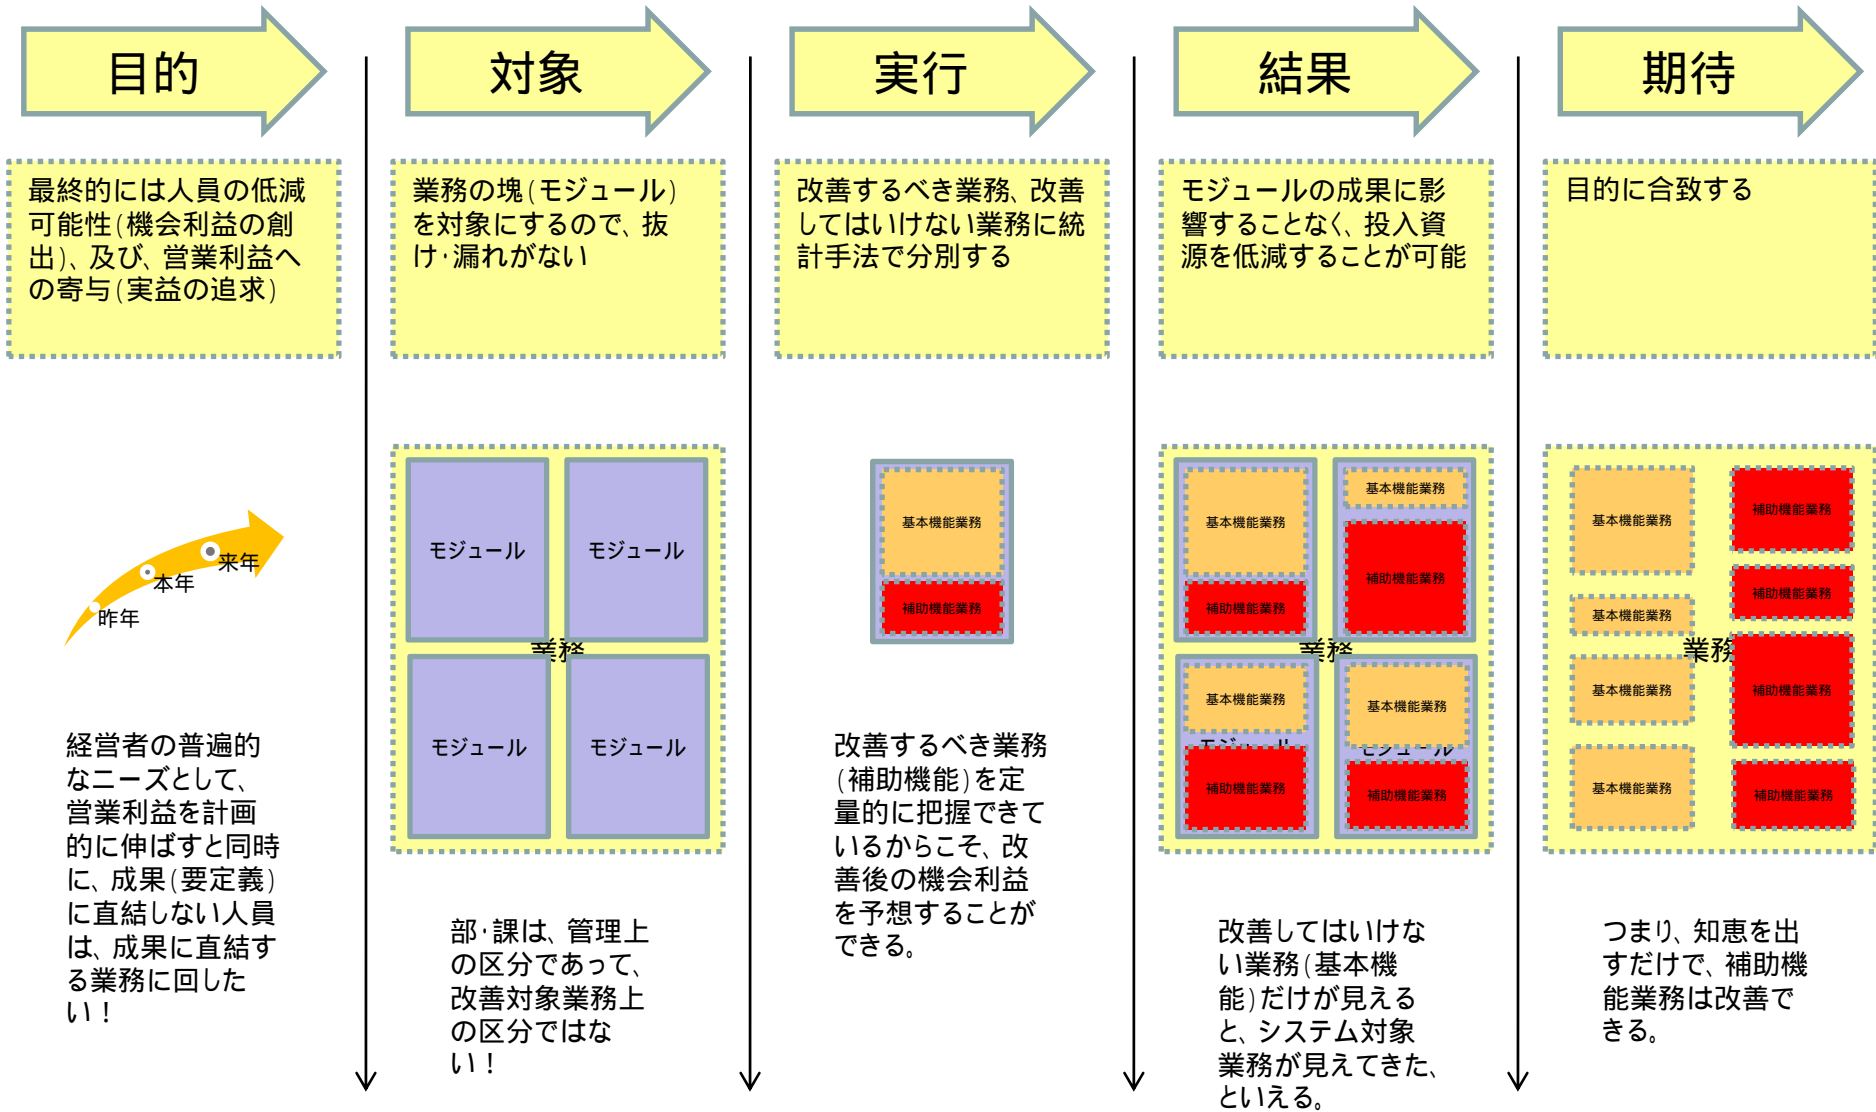 目的
対象
実行
結果
期待
最終的には人員の低減
可能性(機会利益の創
出)、及び、営業利益へ
の寄与(実益の追求)
業務の塊(モジュール)
を対象にするので、抜
け・漏れがない
改善するべき業務、改善
してはいけない業務に統
計手法で分別する
モジュールの成果に影
響することなく、投入資
源を低減することが可能
目的に合致する
来年
本年
昨年
経営者の普遍的
なニーズとして、
営業利益を計画
的に伸ばすと同時
に、成果(要定義)
に直結しない人員
は、成果に直結す
る業務に回した
い!
モジュール
モジュール
業務
モジュール
モジュール
部・課は、管理上
の区分であって、
改善対象業務上
の区分ではな
い!
基本機能業務
補助機能業務
改善するべき業務
(補助機能)を定
量的に把握できて
いるからこそ、改
善後の機会利益
を予想することが
できる。
基本機能業務
補助機能業務
基本機能業務
補助機能業務
業務
基本機能業務
モジュール
補助機能業務
基本機能業務
モジュール
補助機能業務
改善してはいけな
い業務(基本機
能)だけが見える
と、システム対象
業務が見えてきた、
といえる。
基本機能業務
補助機能業務
基本機能業務
補助機能業務
業務
基本機能業務
補助機能業務
基本機能業務
補助機能業務
つまり、知恵を出
すだけで、補助機
能業務は改善で
きる。